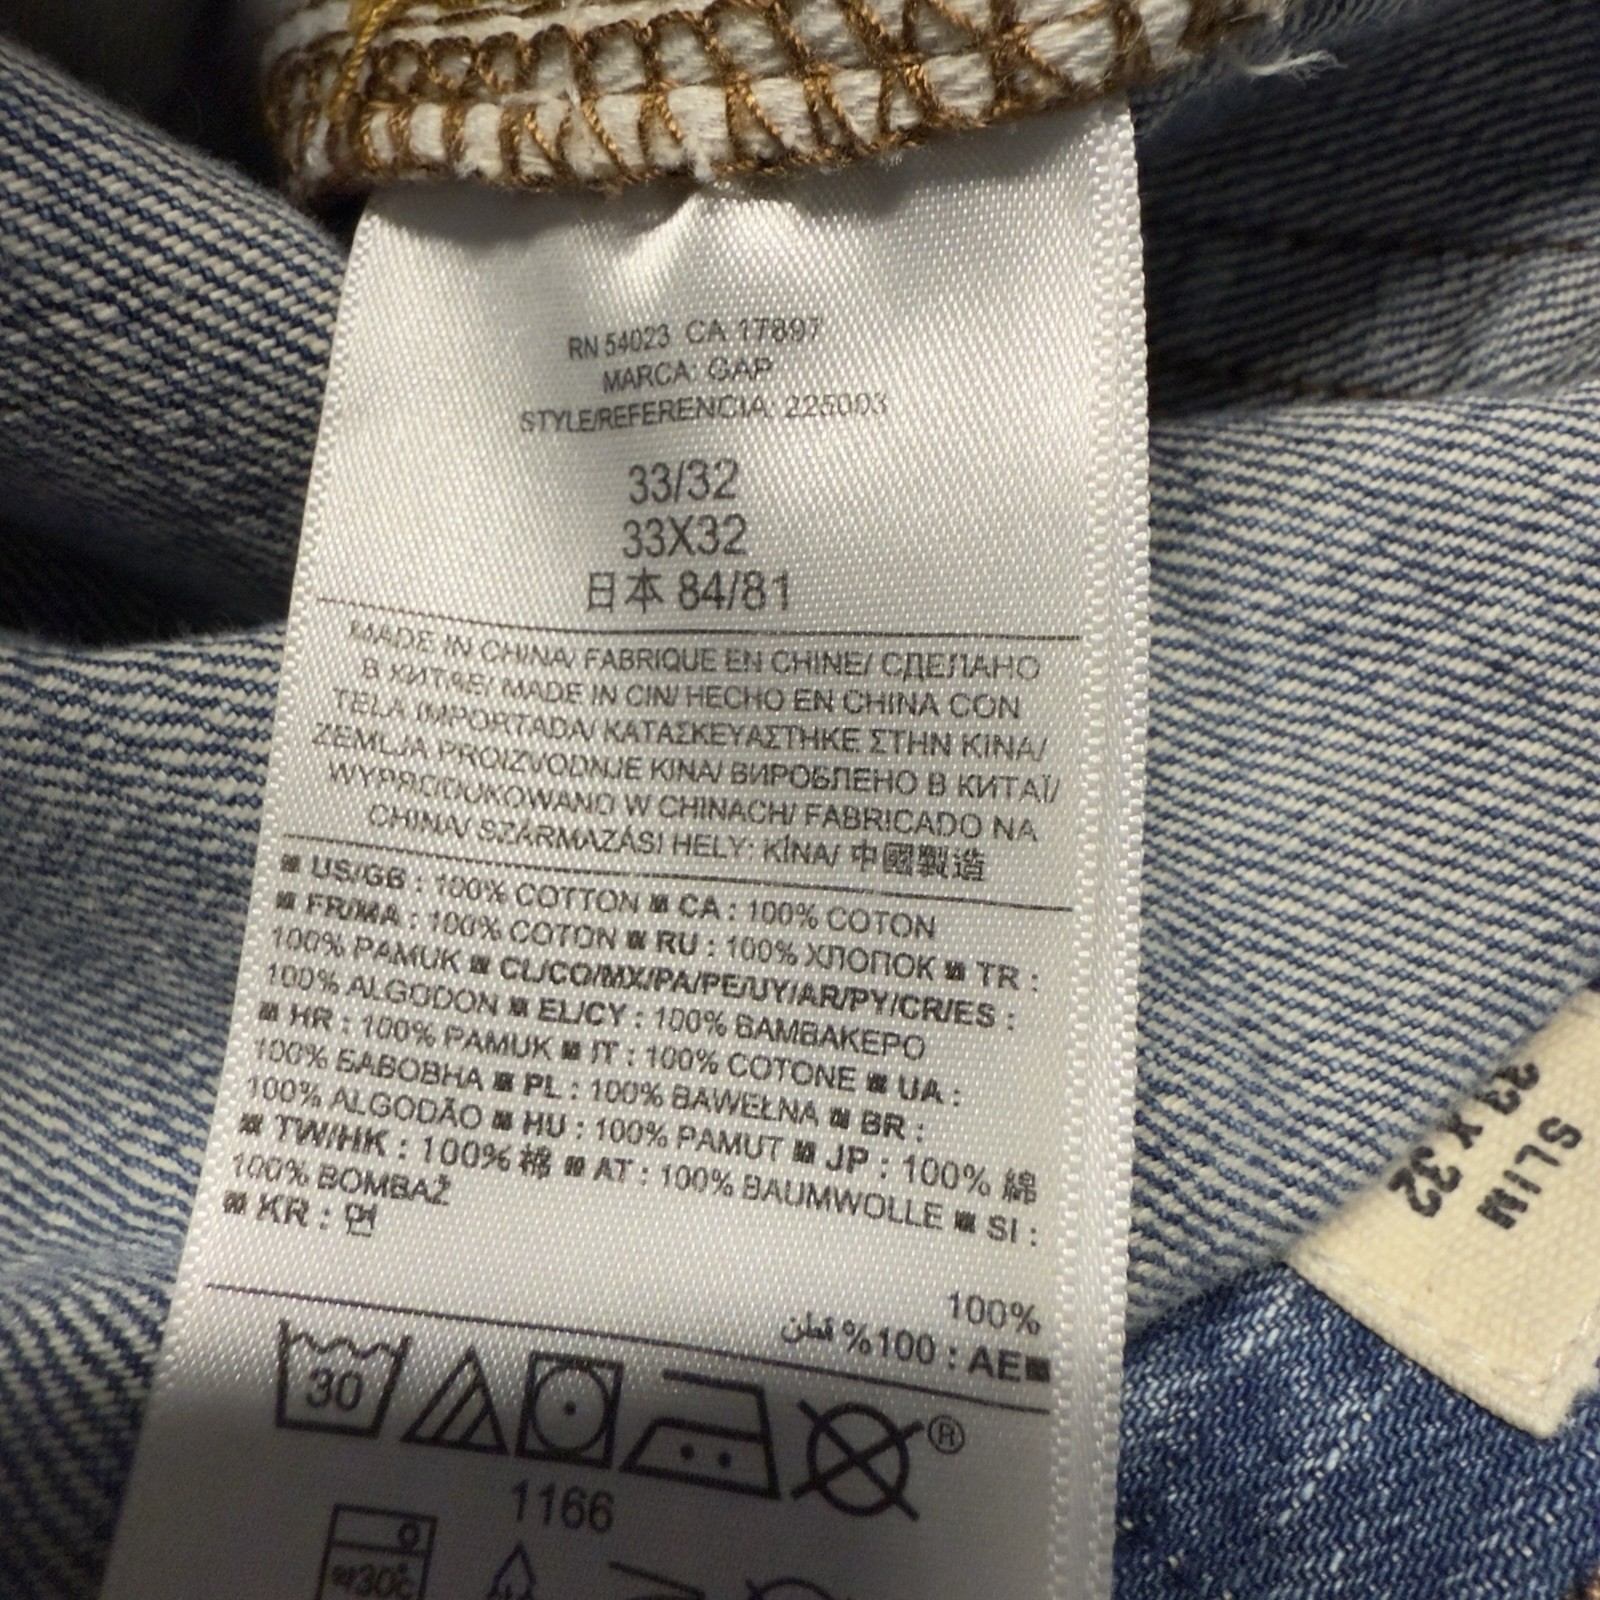 RN 54023 CA 17897
MARCA: GAP
STYLE/REFERENCIA: 225003
33/32
33X32
日本 84/81
MADE IN CHINA/ FABRIQUE EN CHINE/ СДЕЛАНО
В КИТАЕ/ MADE IN CIN/ HECHO EN CHINA CON
TELA IMPORTADA/ ΚΑΤΑΣΚΕΥΑΣΤΗΚΕ ΣΤΗΝ ΚΙΝΑ/
ZEMLJA PROIZVODNJE KINA/ ВИРОБЛЕНО В КИТАЇ/
WYPRODUKOWANO W CHINACH/ FABRICADO NA
CHINA/ SZÁRMAZÁSI HELY: KÍNA/ 中國製造
■ US/GB : 100% COTTON ■ CA : 100% COTON
■ FR/MA : 100% COTON ■ RU : 100% ХЛОПОК ■ TR :
100% PAMUK ■ CL/CO/MX/PA/PE/UY/AR/PY/CR/ES :
100% ALGODON ■ EL/CY : 100% ΒΑΜΒΑΚΕΡΟ
■ HR : 100% PAMUK ■ IT : 100% COTONE ■ UA :
100% БАВОВНА ■ PL : 100% BAWEŁNA ■ BR :
100% ALGODÃO ■ HU : 100% PAMUT ■ JP : 100% 綿
■ TW/HK : 100% 棉 ■ AT : 100% BAUMWOLLE ■ SI :
100% BOMBAŽ
■ KR : 면
100%
■AE : 100% قطن
30
®
1166
30°C
SLIM
33 X 32